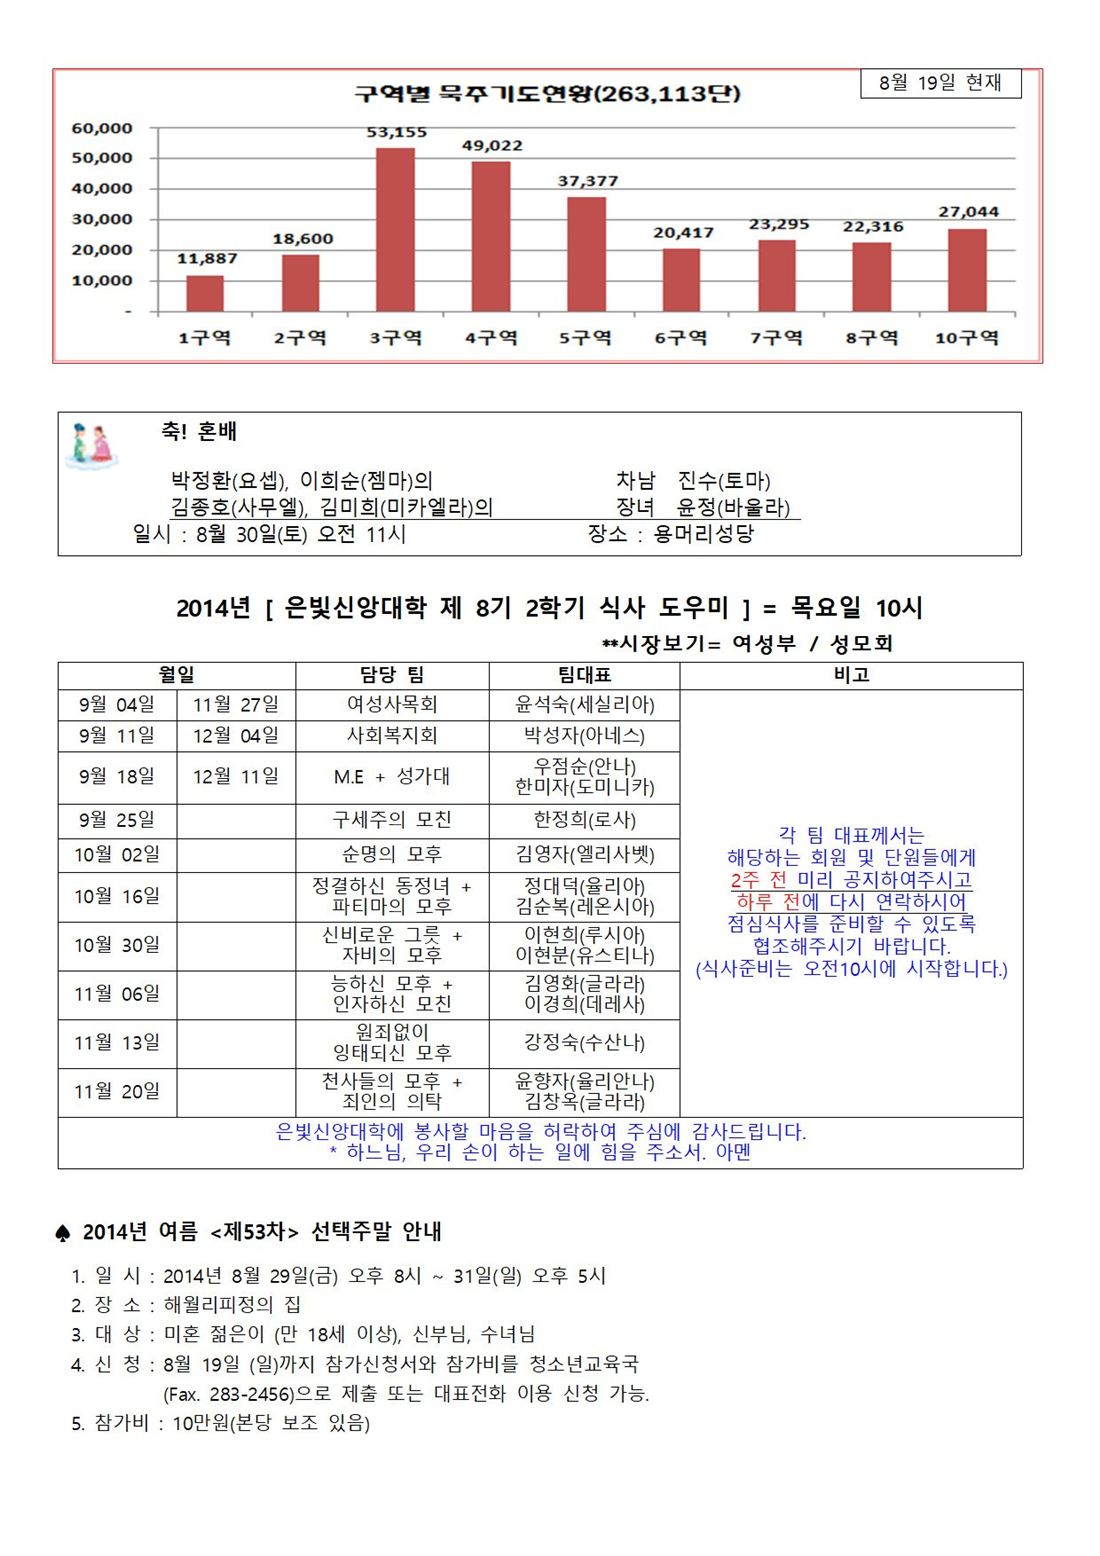 구역별 묵주기도현황(263,113단)
8월 19일 현재
60,000
50,000
40,000
30,000
20,000
10,000
-
11,887
18,600
53,155
49,022
37,377
20,417
23,295
22,316
27,044
1구역 2구역 3구역 4구역 5구역 6구역 7구역 8구역 10구역
축! 혼배
박정환(요셉), 이희순(젬마)의 차남 진수(토마)
김종호(사무엘), 김미희(미카엘라)의 장녀 윤정(바울라)
일시 : 8월 30일(토) 오전 11시 장소 : 용머리성당
2014년 [ 은빛신앙대학 제 8기 2학기 식사 도우미 ] = 목요일 10시
**시장보기= 여성부 / 성모회
월일 담당 팀 팀대표 비고
9월 04일 11월 27일 여성사목회 윤석숙(세실리아)
9월 11일 12월 04일 사회복지회 박성자(아네스)
9월 18일 12월 11일 M.E + 성가대 우점순(안나)
한미자(도미니카)
9월 25일 구세주의 모친 한정희(로사)
10월 02일 순명의 모후 김영자(엘리사벳)
10월 16일 정결하신 동정녀 + 정대덕(율리아)
파티마의 모후 김순복(레온시아)
10월 30일 신비로운 그릇 + 이현희(루시아)
자비의 모후 이현분(유스티나)
11월 06일 능하신 모후 + 김영화(글라라)
인자하신 모친 이경희(데레사)
11월 13일 원죄없이 강정숙(수산나)
잉태되신 모후
11월 20일 천사들의 모후 + 윤향자(율리안나)
죄인의 의탁 김창옥(글라라)
각 팀 대표께서는
해당하는 회원 및 단원들에게
2주 전 미리 공지하여주시고
하루 전에 다시 연락하시어
점심식사를 준비할 수 있도록
협조해주시기 바랍니다.
(식사준비는 오전10시에 시작합니다.)
은빛신앙대학에 봉사할 마음을 허락하여 주심에 감사드립니다.
* 하느님, 우리 손이 하는 일에 힘을 주소서. 아멘
♠ 2014년 여름 <제53차> 선택주말 안내
1. 일 시 : 2014년 8월 29일(금) 오후 8시 ~ 31일(일) 오후 5시
2. 장 소 : 해월리피정의 집
3. 대 상 : 미혼 젊은이 (만 18세 이상), 신부님, 수녀님
4. 신 청 : 8월 19일 (일)까지 참가신청서와 참가비를 청소년교육국
(Fax. 283-2456)으로 제출 또는 대표전화 이용 신청 가능.
5. 참가비 : 10만원(본당 보조 있음)